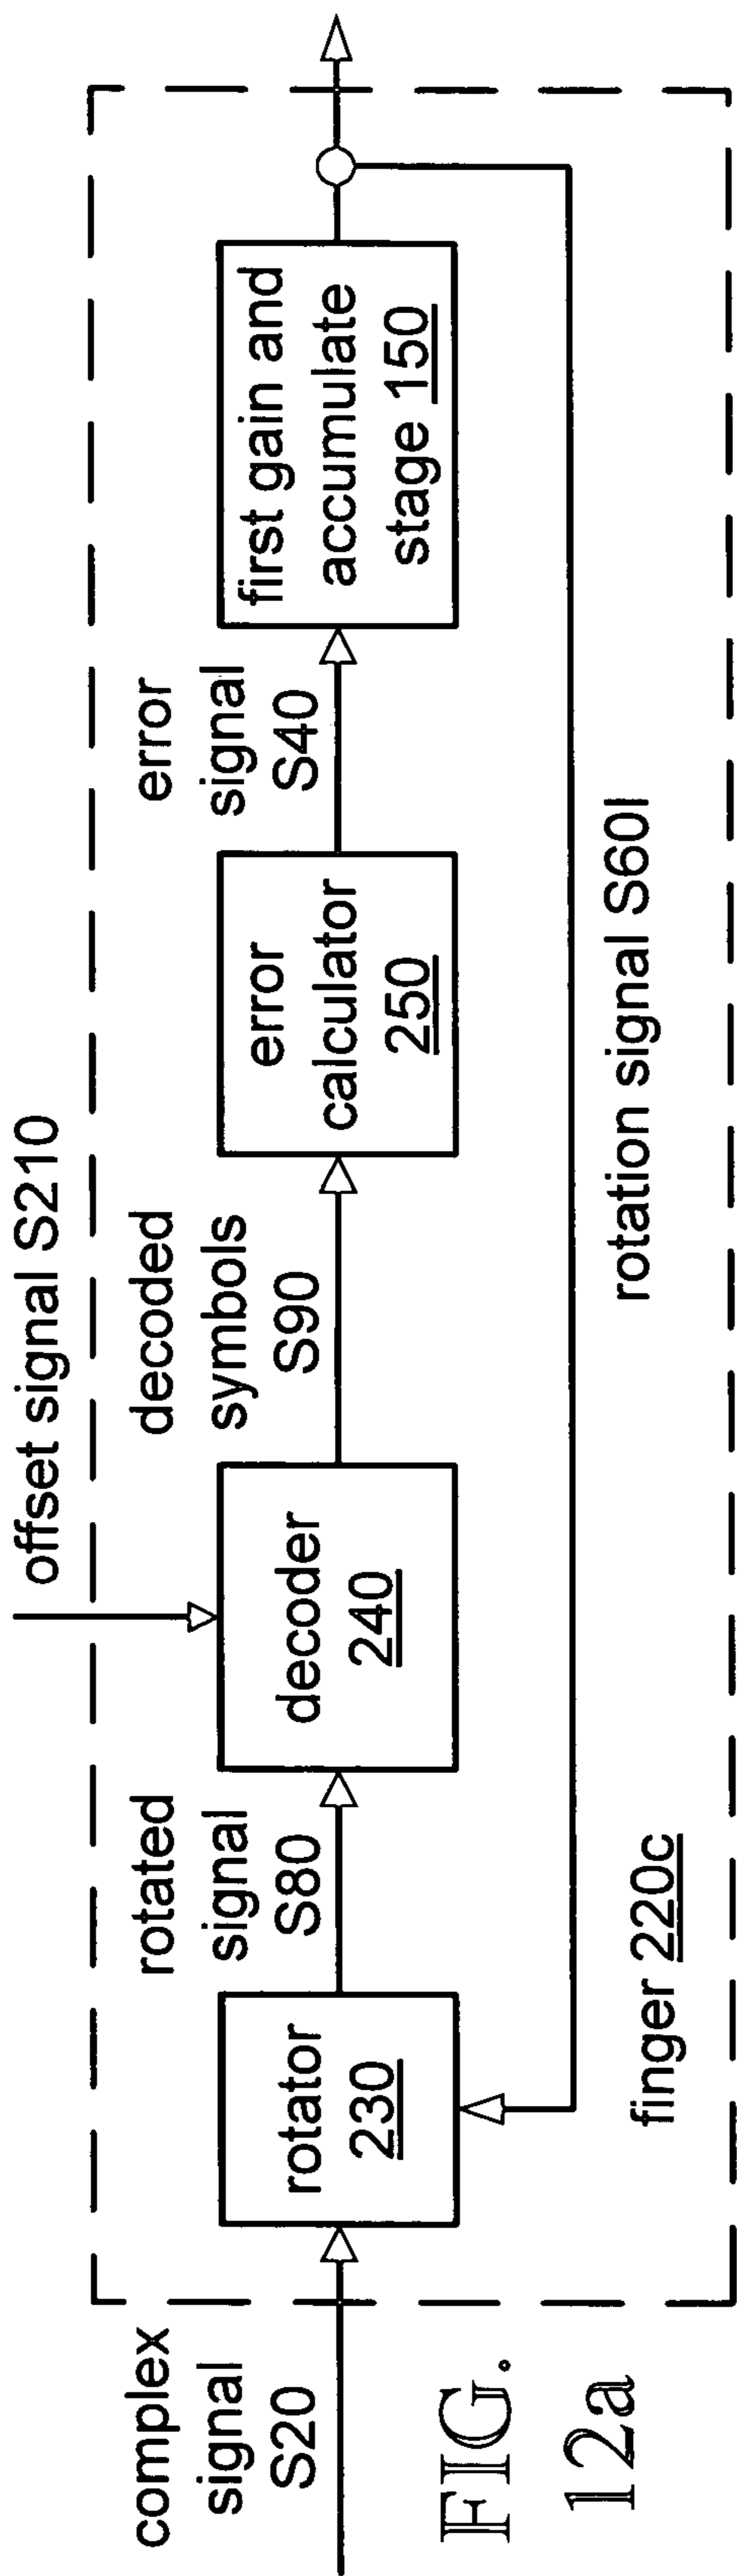 offset signal S210
complex
signal
S20
rotator
230
rotated
signal
S80
decoder
240
decoded
symbols
S90
error
calculator
250
error
signal
S40
first gain and
accumulate
stage 150
rotation signal S60I
finger 220c
FIG.
12a